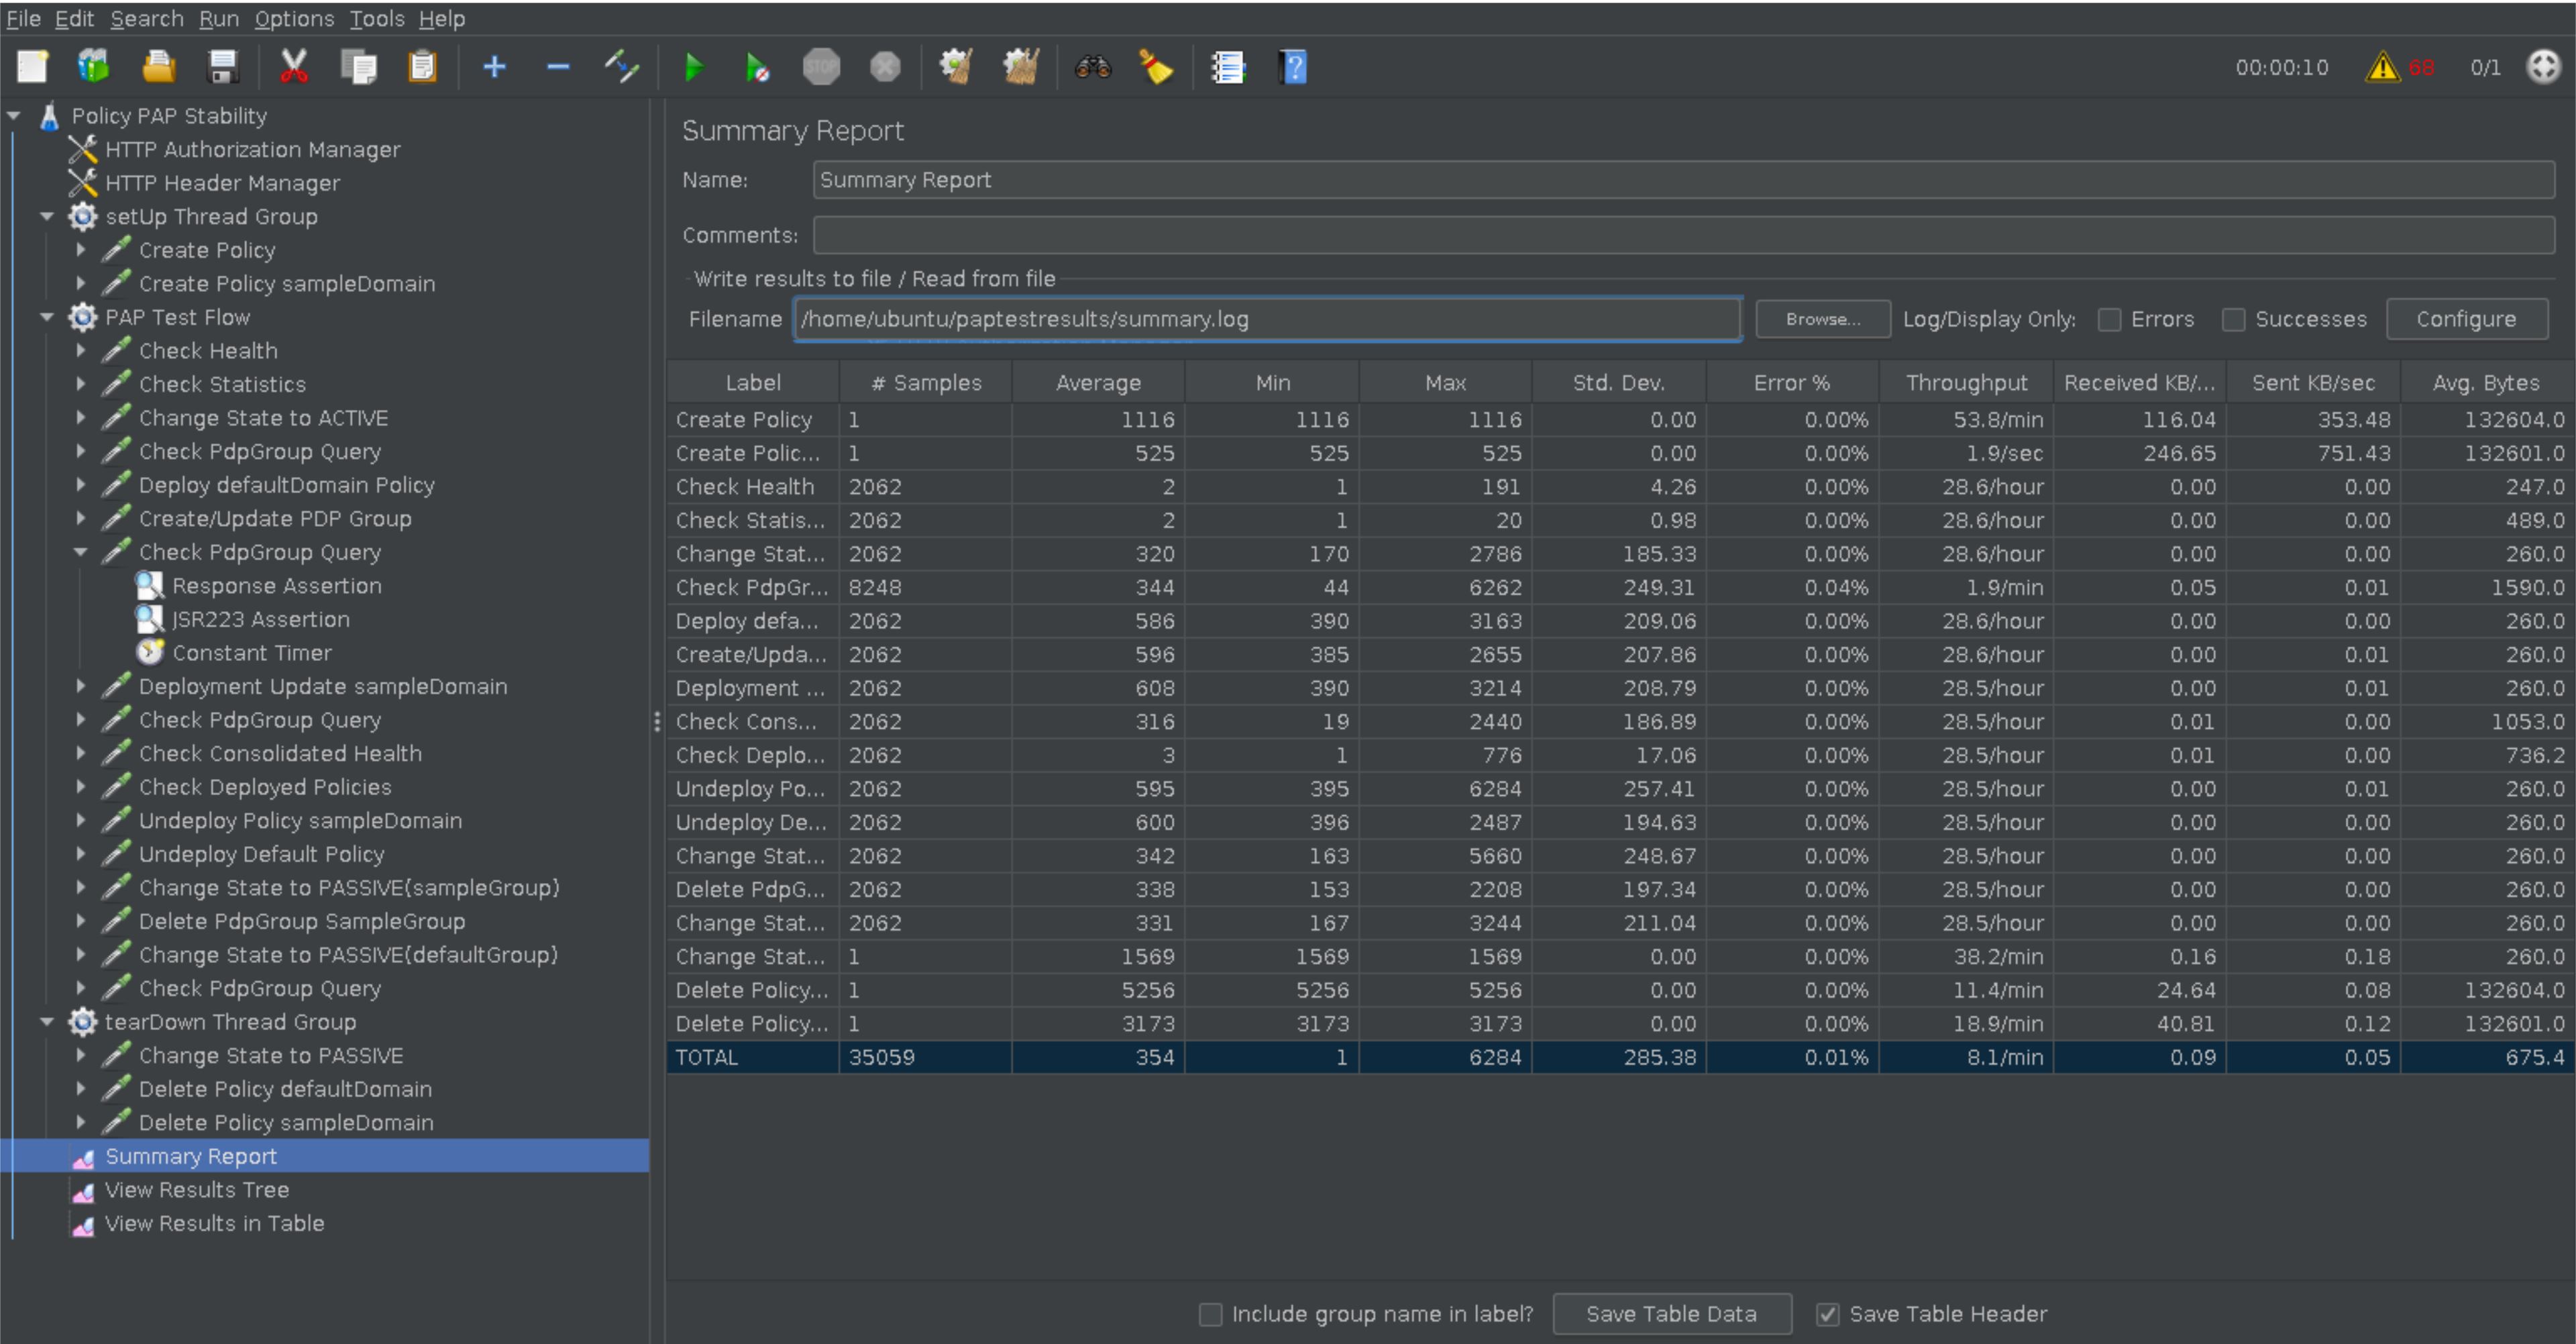 File Edit Search Run Options Tools Help
STOP
00:00:10 68 0/1
Policy PAP Stability
HTTP Authorization Manager
HTTP Header Manager
setUp Thread Group
Create Policy
Create Policy sampleDomain
PAP Test Flow
Check Health
Check Statistics
Change State to ACTIVE
Check PdpGroup Query
Deploy defaultDomain Policy
Create/Update PDP Group
Check PdpGroup Query
Response Assertion
JSR223 Assertion
Constant Timer
Deployment Update sampleDomain
Check PdpGroup Query
Check Consolidated Health
Check Deployed Policies
Undeploy Policy sampleDomain
Undeploy Default Policy
Change State to PASSIVE(sampleGroup)
Delete PdpGroup SampleGroup
Change State to PASSIVE(defaultGroup)
Check PdpGroup Query
tearDown Thread Group
Change State to PASSIVE
Delete Policy defaultDomain
Delete Policy sampleDomain
Summary Report
View Results Tree
View Results in Table
Summary Report
Name: Summary Report
Comments:
Write results to file / Read from file
Filename /home/ubuntu/paptestresults/summary.log Browse... Log/Display Only: Errors Successes Configure
Label # Samples Average Min Max Std. Dev. Error % Throughput Received KB/... Sent KB/sec Avg. Bytes
Create Policy 1 1116 1116 1116 0.00 0.00% 53.8/min 116.04 353.48 132604.0
Create Polic... 1 525 525 525 0.00 0.00% 1.9/sec 246.65 751.43 132601.0
Check Health 2062 2 1 191 4.26 0.00% 28.6/hour 0.00 0.00 247.0
Check Statis... 2062 2 1 20 0.98 0.00% 28.6/hour 0.00 0.00 489.0
Change Stat... 2062 320 170 2786 185.33 0.00% 28.6/hour 0.00 0.00 260.0
Check PdpGr... 8248 344 44 6262 249.31 0.04% 1.9/min 0.05 0.01 1590.0
Deploy defa... 2062 586 390 3163 209.06 0.00% 28.6/hour 0.00 0.00 260.0
Create/Upda... 2062 596 385 2655 207.86 0.00% 28.6/hour 0.00 0.01 260.0
Deployment ... 2062 608 390 3214 208.79 0.00% 28.5/hour 0.00 0.01 260.0
Check Cons... 2062 316 19 2440 186.89 0.00% 28.5/hour 0.01 0.00 1053.0
Check Deplo... 2062 3 1 776 17.06 0.00% 28.5/hour 0.01 0.00 736.2
Undeploy Po... 2062 595 395 6284 257.41 0.00% 28.5/hour 0.00 0.01 260.0
Undeploy De... 2062 600 396 2487 194.63 0.00% 28.5/hour 0.00 0.00 260.0
Change Stat... 2062 342 163 5660 248.67 0.00% 28.5/hour 0.00 0.00 260.0
Delete PdpG... 2062 338 153 2208 197.34 0.00% 28.5/hour 0.00 0.00 260.0
Change Stat... 2062 331 167 3244 211.04 0.00% 28.5/hour 0.00 0.00 260.0
Change Stat... 1 1569 1569 1569 0.00 0.00% 38.2/min 0.16 0.18 260.0
Delete Policy... 1 5256 5256 5256 0.00 0.00% 11.4/min 24.64 0.08 132604.0
Delete Policy... 1 3173 3173 3173 0.00 0.00% 18.9/min 40.81 0.12 132601.0
TOTAL 35059 354 1 6284 285.38 0.01% 8.1/min 0.09 0.05 675.4
Include group name in label? Save Table Data Save Table Header